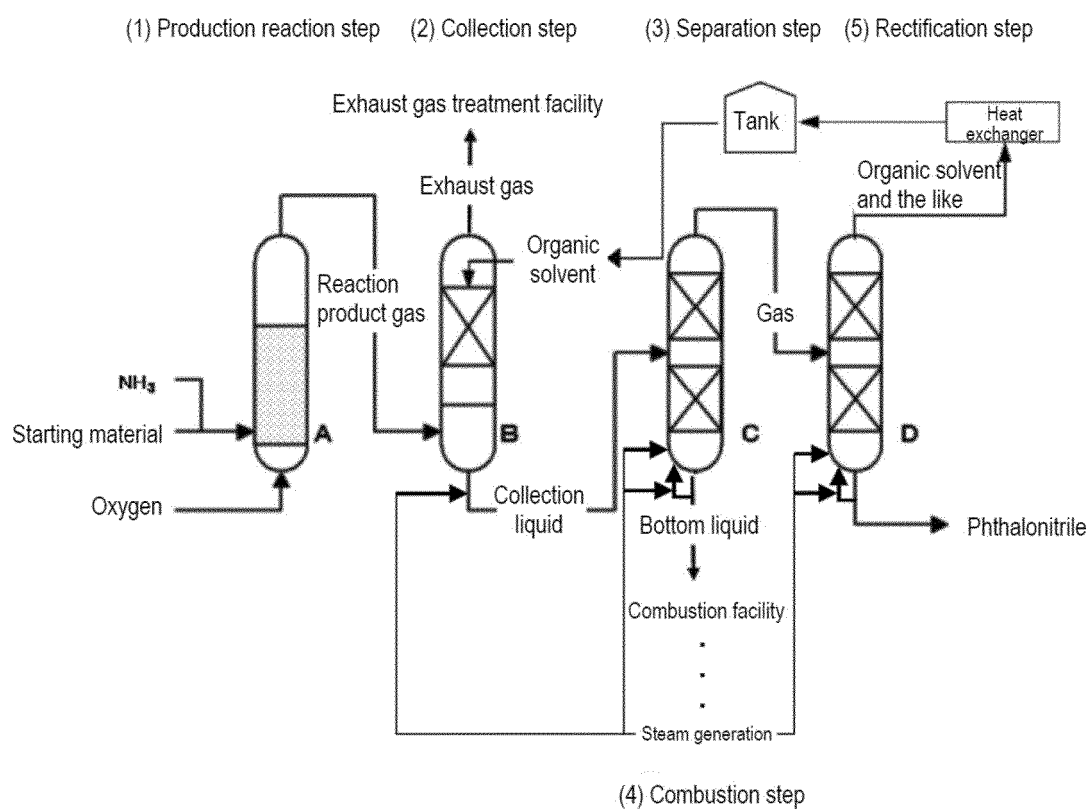 (1) Production reaction step
(2) Collection step
(3) Separation step
(5) Rectification step
Exhaust gas treatment facility
Tank
Heat
exchanger
Exhaust gas
Organic solvent
and the like
Organic
solvent
Reaction
product gas
Gas
NH₃
Starting material
A
B
C
D
Oxygen
Collection
liquid
Bottom liquid
Phthalonitrile
Combustion facility
Steam generation
(4) Combustion step